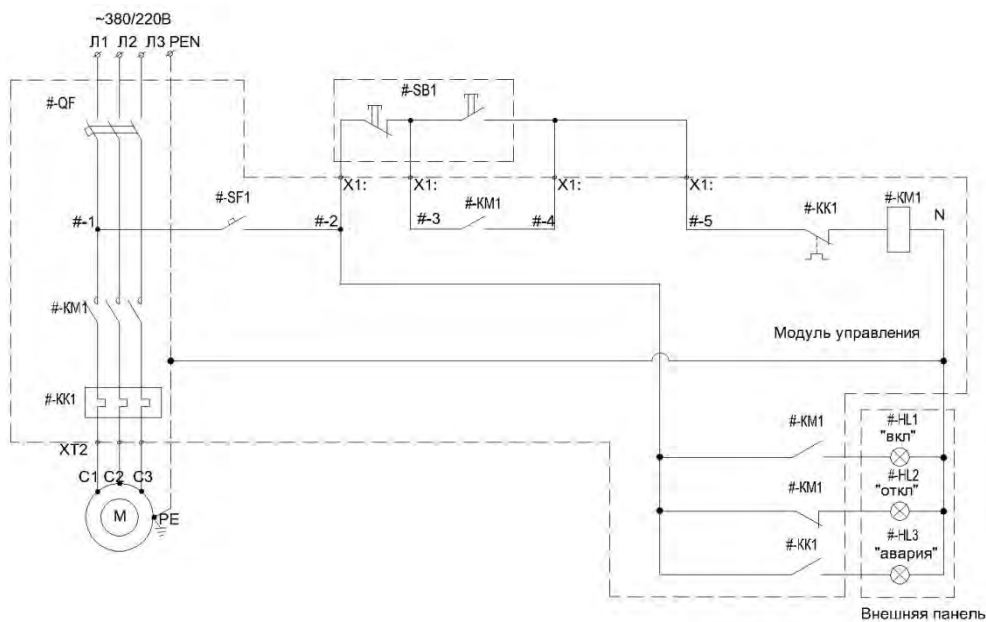 ~380/220В
Л1 Л2 Л3 PEN
#-QF
#-SB1
X1: X1: X1: X1:
#-SF1
#-KM1
#-KK1
#-KM1
#-1
#-2
#-3
#-4
#-5
N
#-KM1
Модуль управления
#-KK1
XT2
C1 C2 C3
M
PE
#-KM1
#-HL1
"вкл"
#-KM1
#-HL2
"откл"
#-KK1
#-HL3
"авария"
Внешняя панель